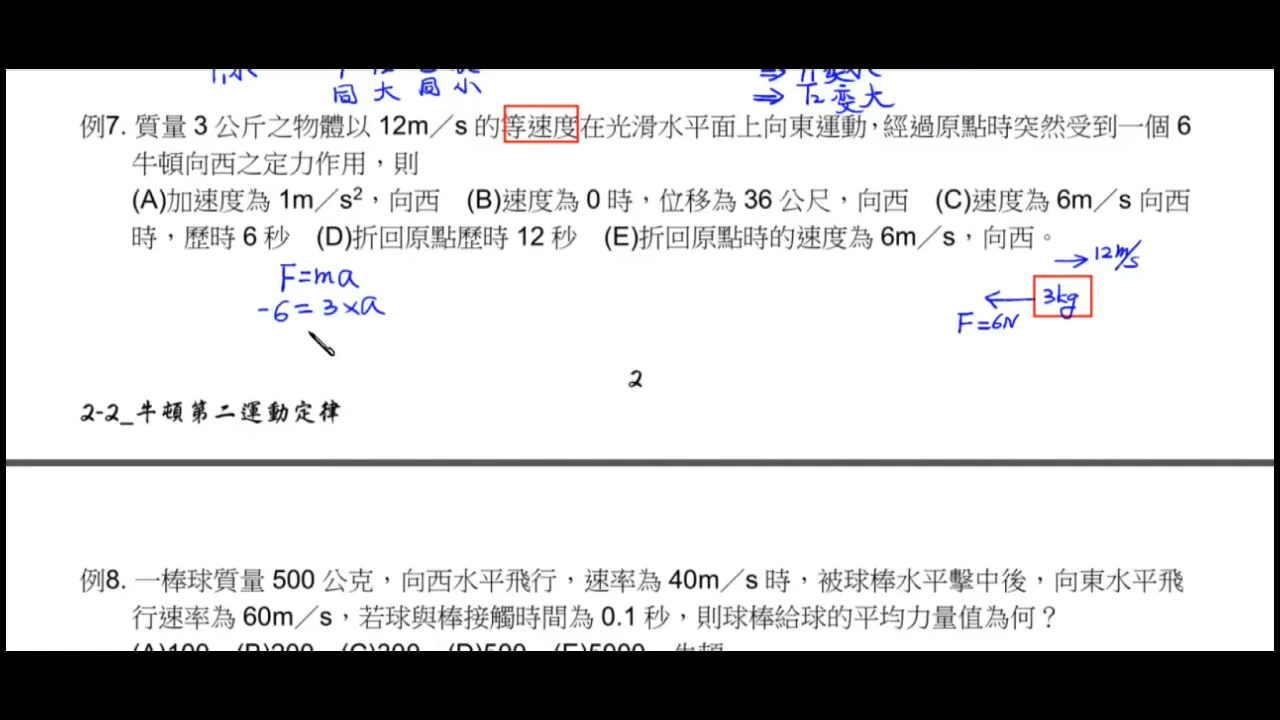 同 大 同 小
⇒ T2 变大
例7. 質量 3 公斤之物體以 12m／s 的等速度在光滑水平面上向東運動，經過原點時突然受到一個 6
牛頓向西之定力作用，則
(A)加速度為 1m／s²，向西 (B)速度為 0 時，位移為 36 公尺，向西 (C)速度為 6m／s 向西
時，歷時 6 秒 (D)折回原點歷時 12 秒 (E)折回原點時的速度為 6m／s，向西。
→ 12m/s
F=ma
-6=3×a
3kg
F=6N
2
2-2_牛頓第二運動定律
例8. 一棒球質量 500 公克，向西水平飛行，速率為 40m／s 時，被球棒水平擊中後，向東水平飛
行速率為 60m／s，若球與棒接觸時間為 0.1 秒，則球棒給球的平均力量值為何？
(A)100 (B)200 (C)300 (D)500 (E)5000 牛頓